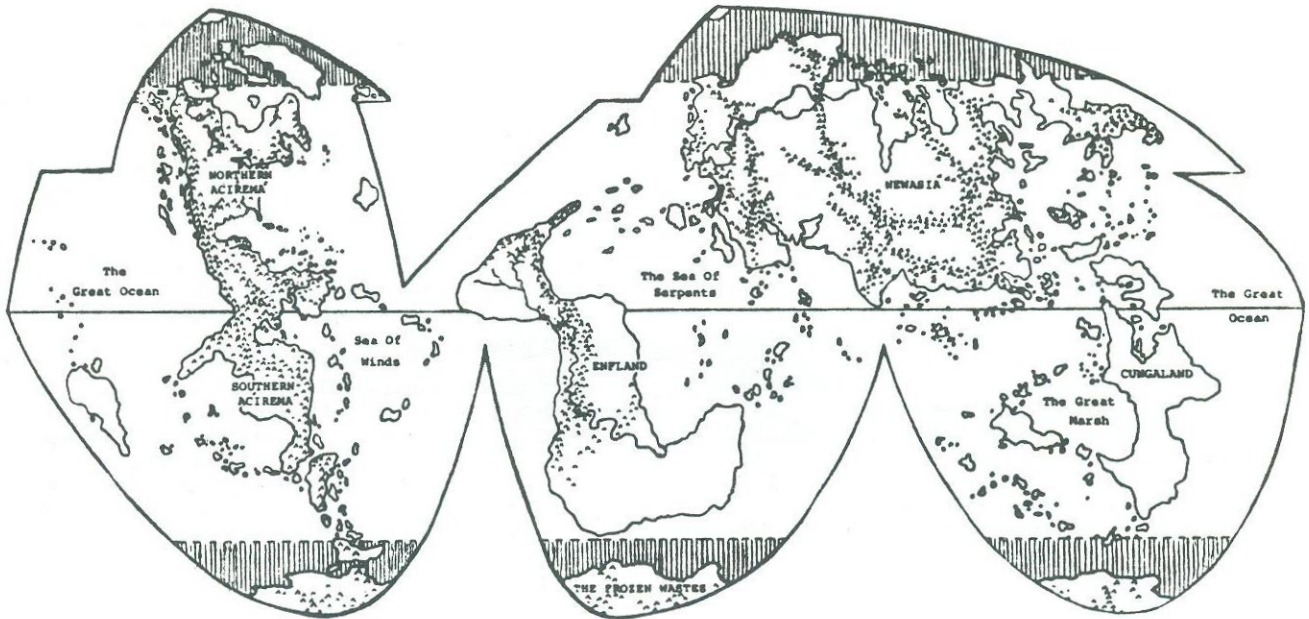 NORTHERN
ACIREMA
NEWASIA
The
Great Ocean
The Sea Of
Serpents
The Great
Ocean
Sea Of
Winds
SOUTHERN
ACIREMA
ENFLAND
CUNGALAND
The Great
Marsh
THE FROZEN WASTES